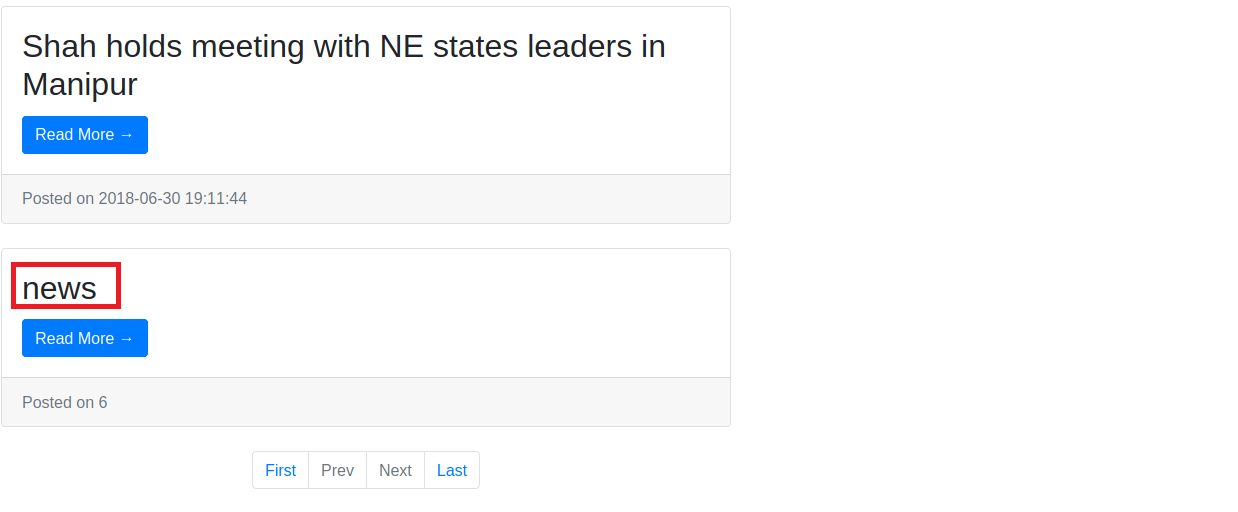 Shah holds meeting with NE states leaders in
Manipur
Read More →
Posted on 2018-06-30 19:11:44
news
Read More →
Posted on 6
First Prev Next Last